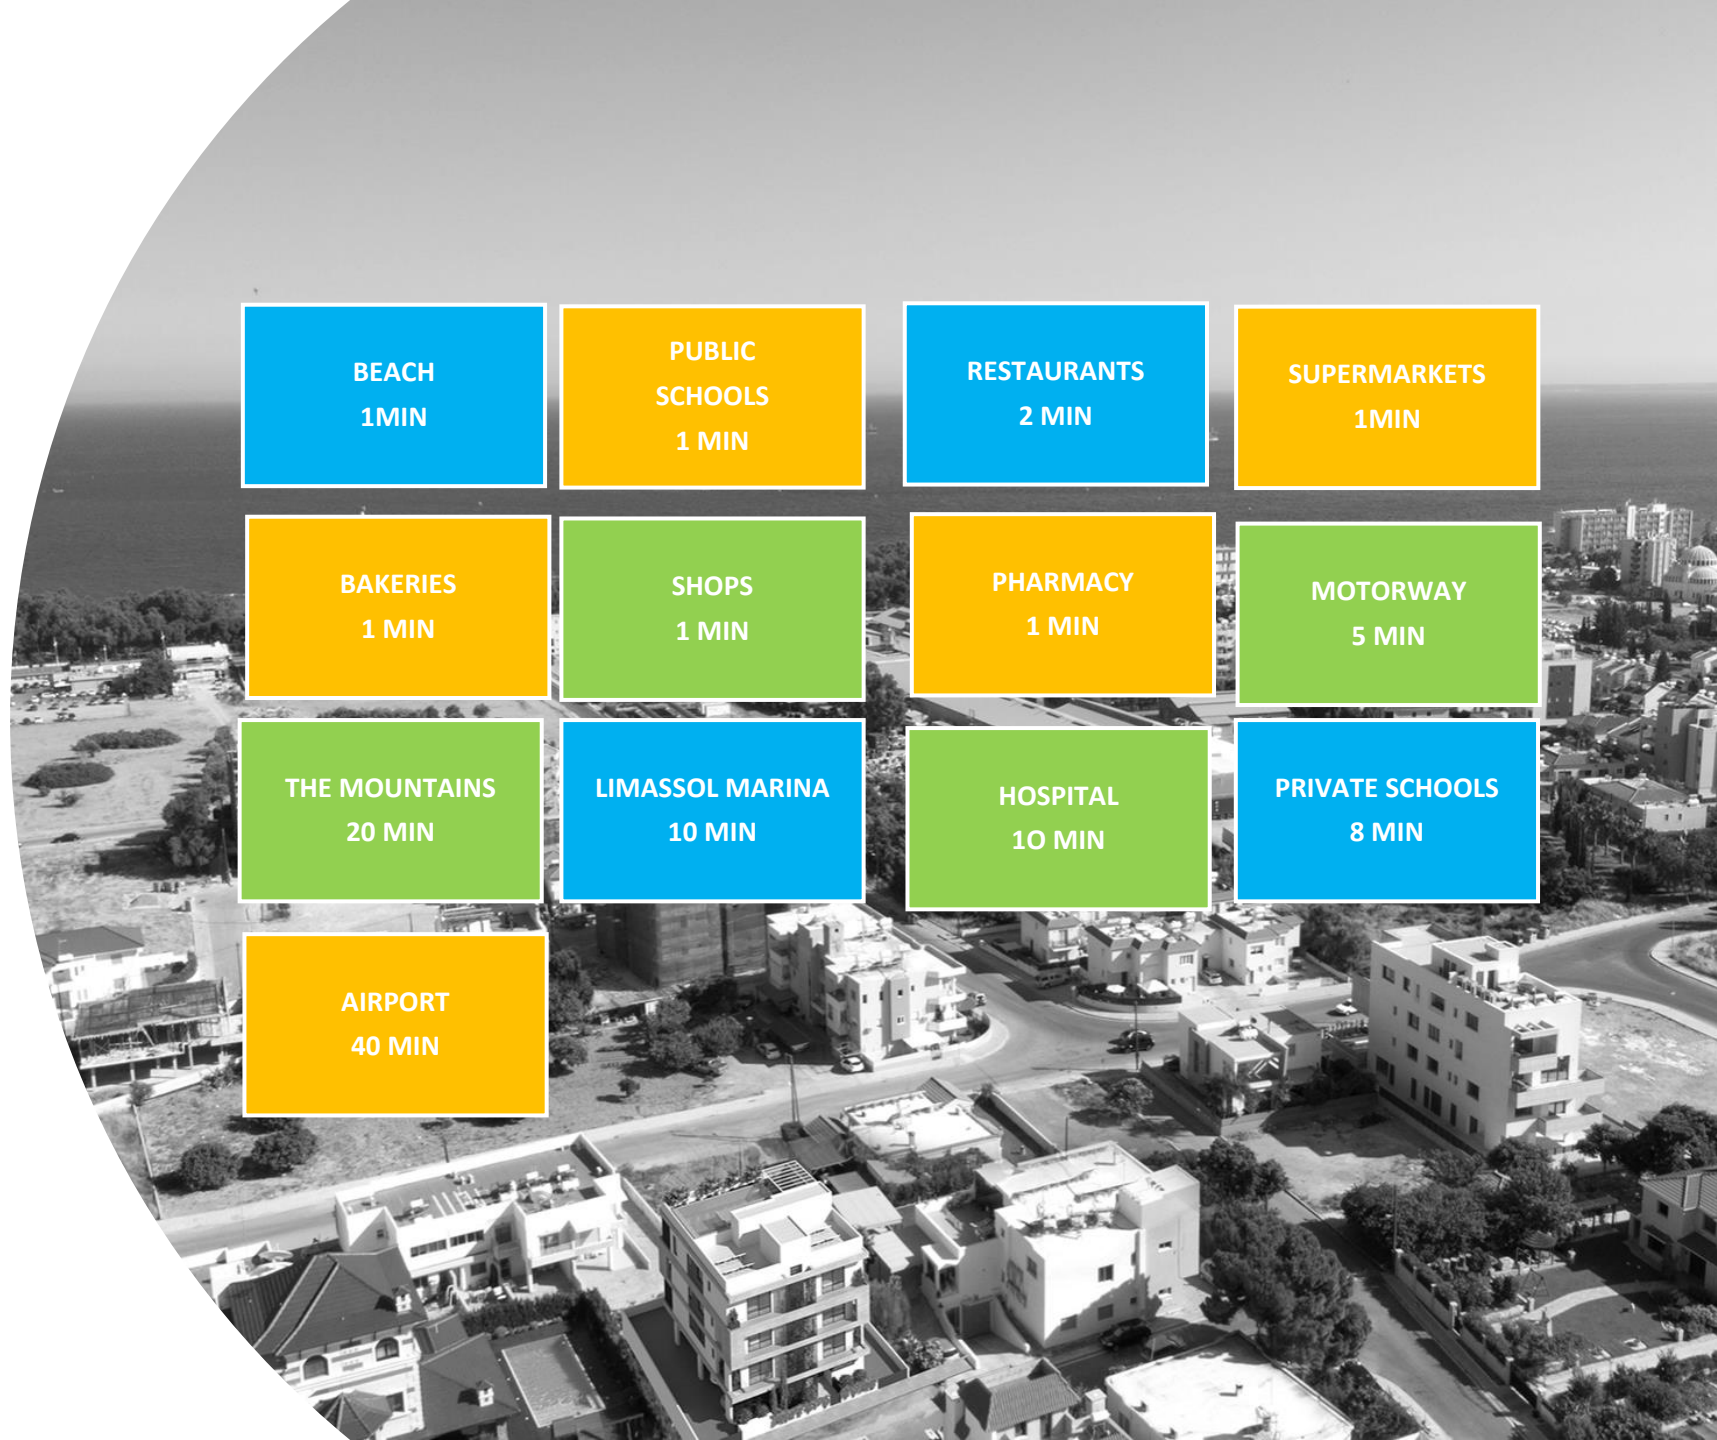 BEACH
1MIN
PUBLIC
SCHOOLS
1 MIN
RESTAURANTS
2 MIN
SUPERMARKETS
1MIN
BAKERIES
1 MIN
SHOPS
1 MIN
PHARMACY
1 MIN
MOTORWAY
5 MIN
THE MOUNTAINS
20 MIN
LIMASSOL MARINA
10 MIN
HOSPITAL
1O MIN
PRIVATE SCHOOLS
8 MIN
AIRPORT
40 MIN